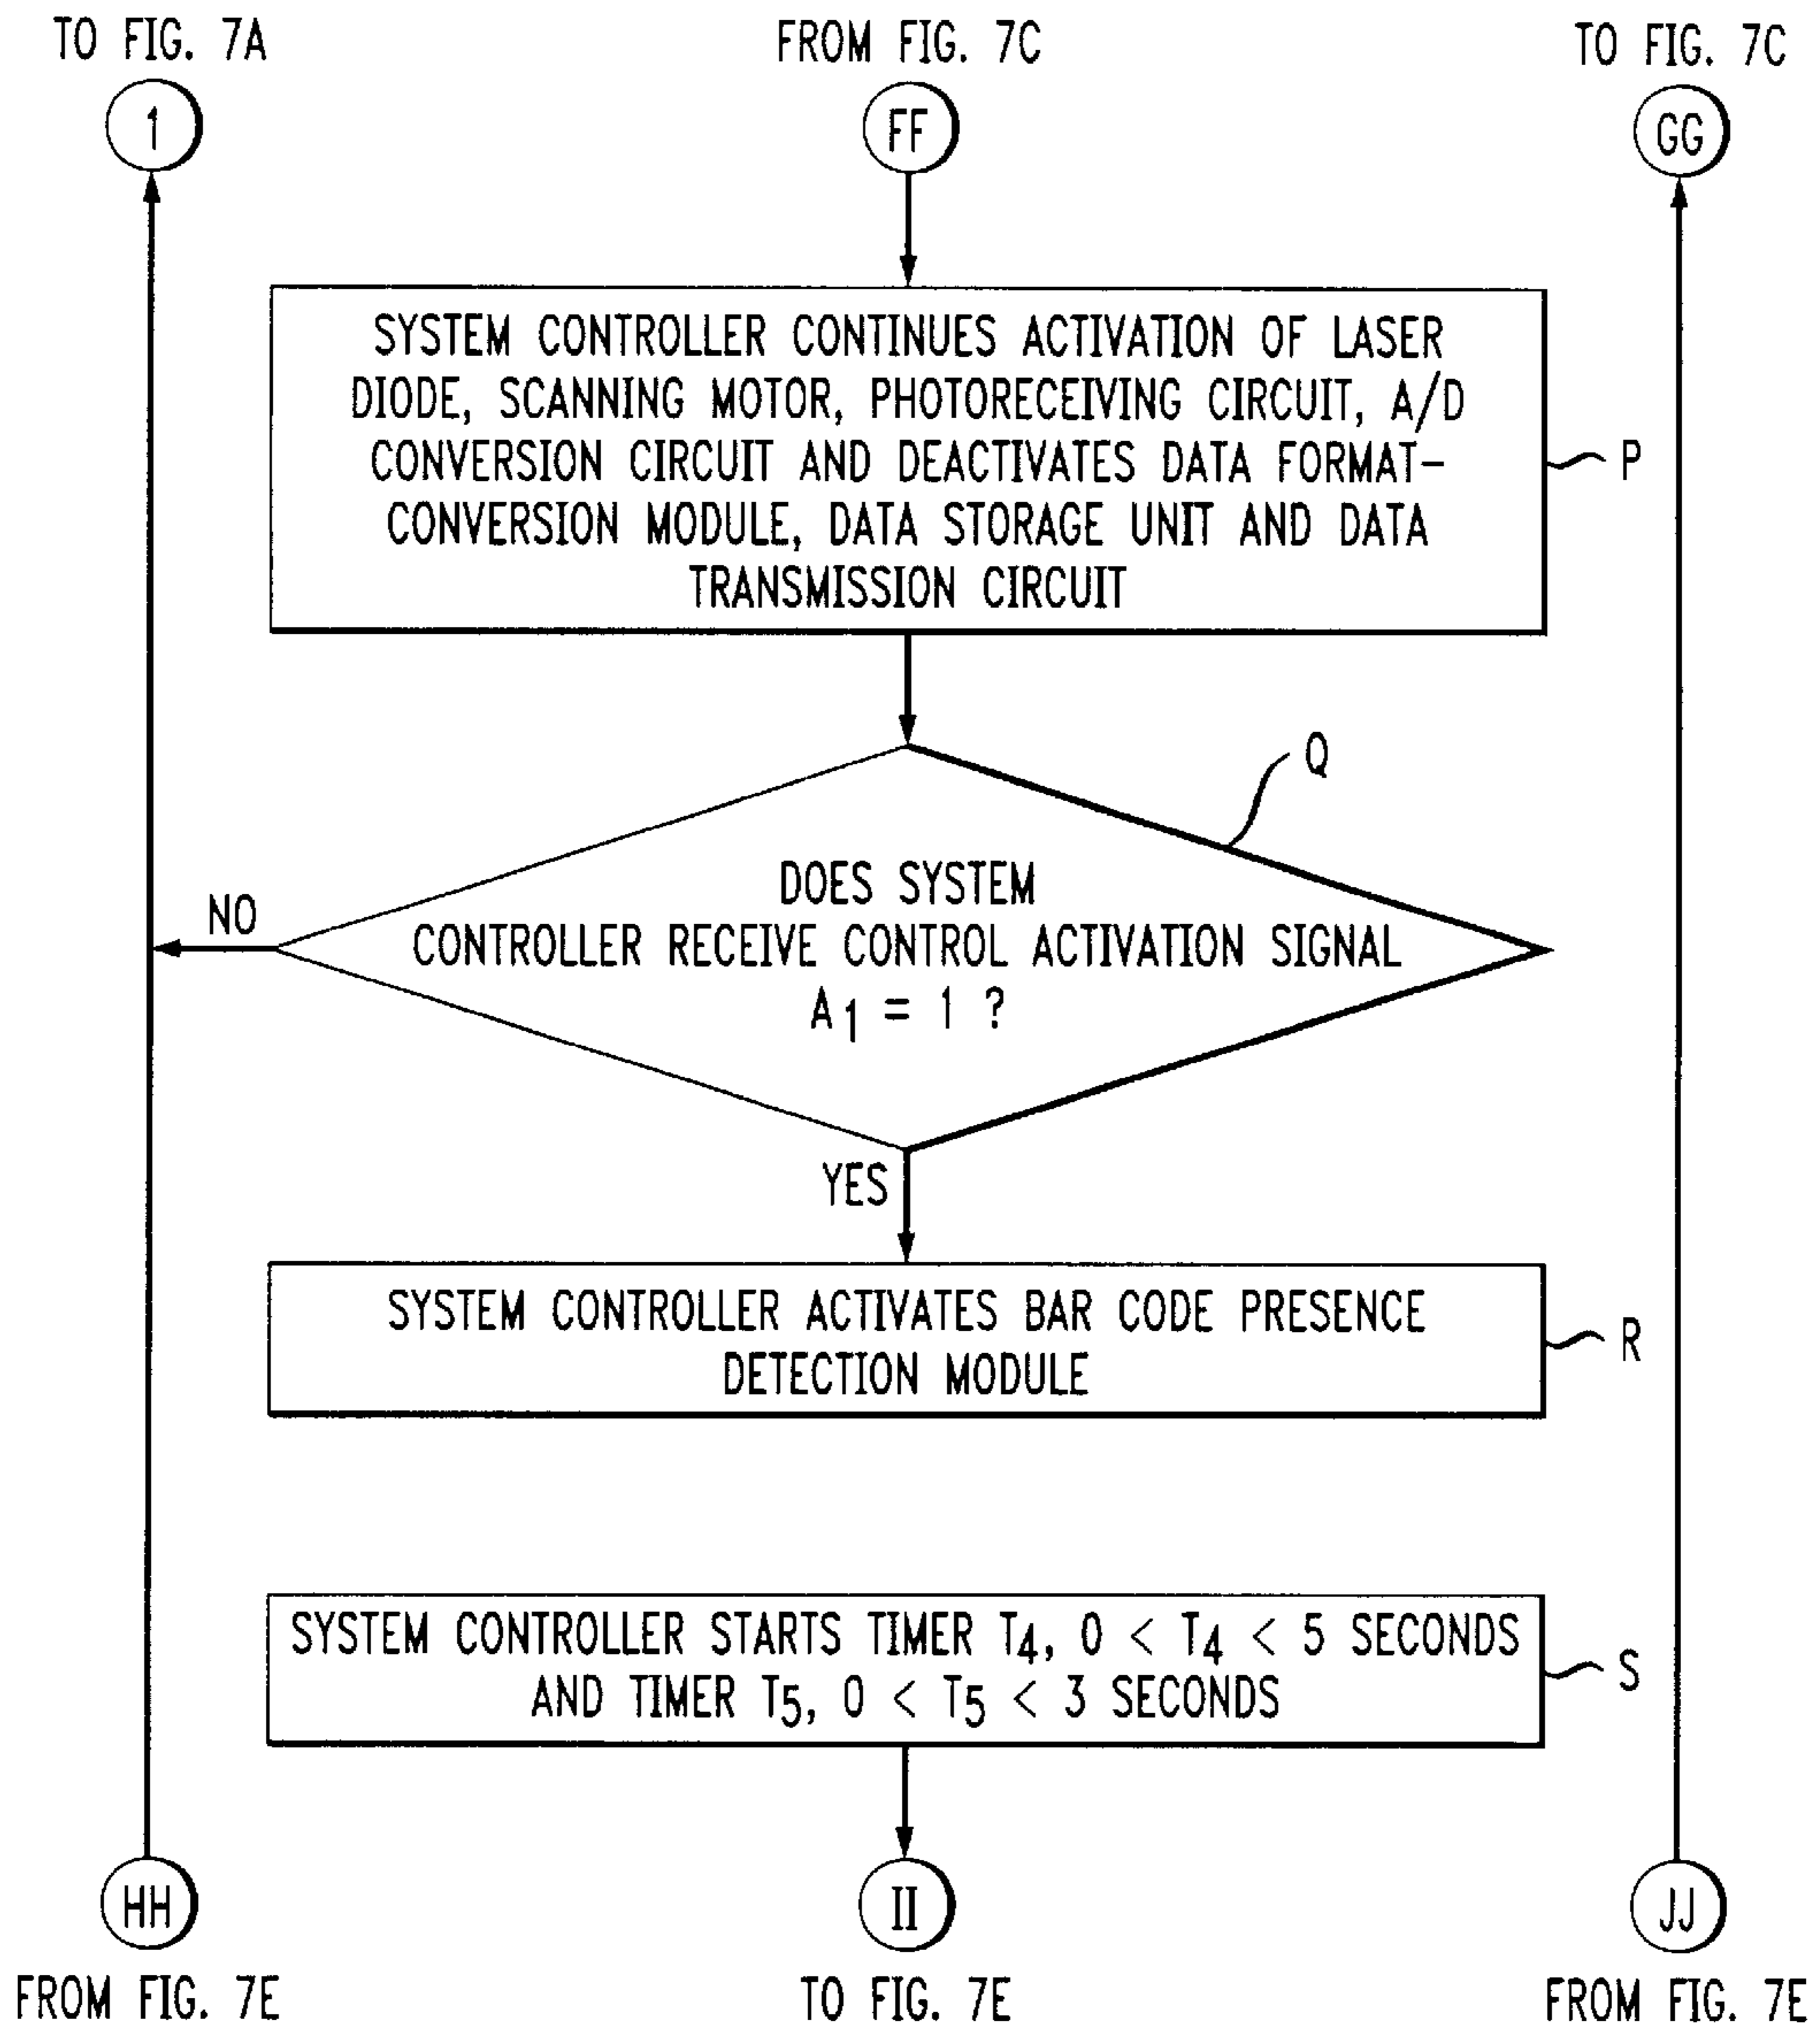 TO FIG. 7A
FROM FIG. 7C
TO FIG. 7C
1
FF
GG
SYSTEM CONTROLLER CONTINUES ACTIVATION OF LASER
DIODE, SCANNING MOTOR, PHOTORECEIVING CIRCUIT, A/D
CONVERSION CIRCUIT AND DEACTIVATES DATA FORMAT-
CONVERSION MODULE, DATA STORAGE UNIT AND DATA
TRANSMISSION CIRCUIT
P
Q
DOES SYSTEM
CONTROLLER RECEIVE CONTROL ACTIVATION SIGNAL
A1 = 1 ?
NO
YES
SYSTEM CONTROLLER ACTIVATES BAR CODE PRESENCE
DETECTION MODULE
R
SYSTEM CONTROLLER STARTS TIMER T4, 0 < T4 < 5 SECONDS
AND TIMER T5, 0 < T5 < 3 SECONDS
S
HH
II
JJ
FROM FIG. 7E
TO FIG. 7E
FROM FIG. 7E